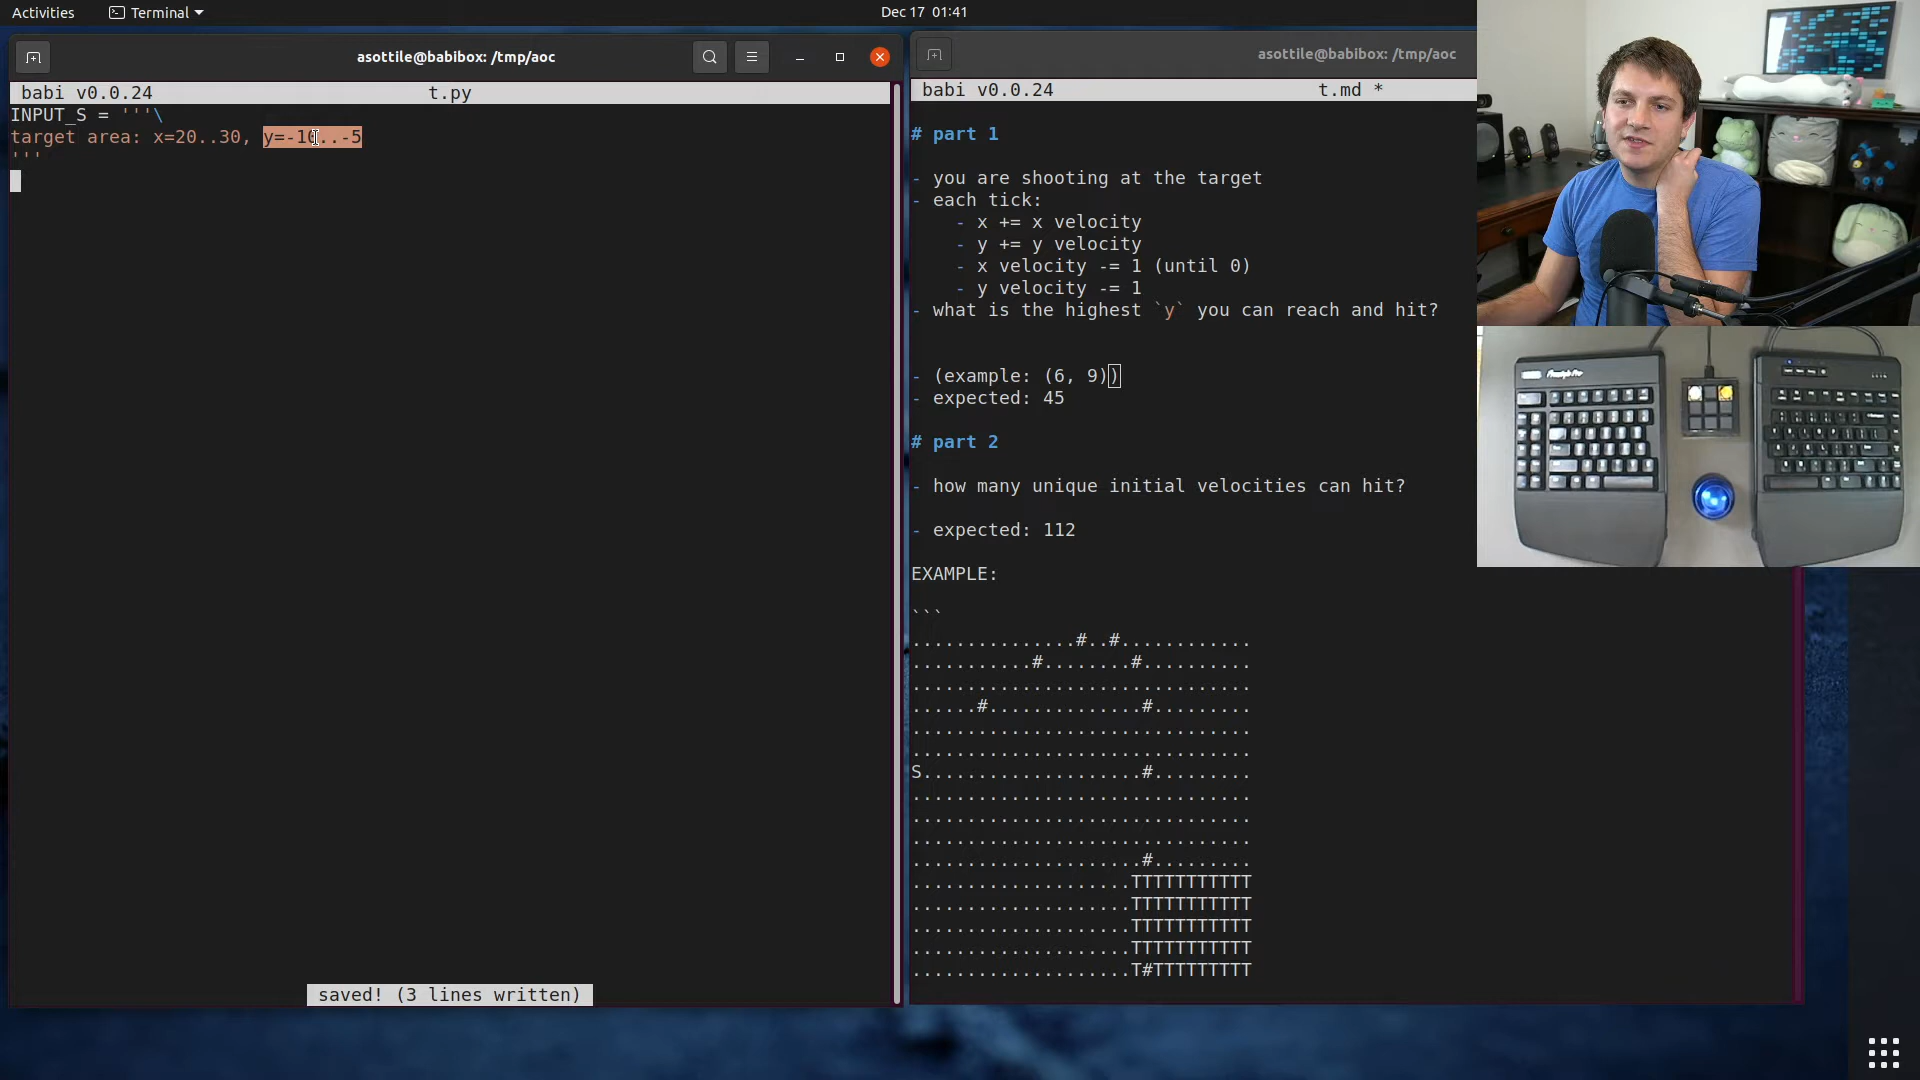 Activities
Terminal
Dec 17 01:41
asottile@babibox: /tmp/aoc
babi v0.0.24
t.py
INPUT_S = '''\
target area: x=20..30, y=-10..-5
'''
saved! (3 lines written)
asottile@babibox: /tmp/aoc
babi v0.0.24
t.md *
# part 1
- you are shooting at the target
- each tick:
- x += x velocity
- y += y velocity
- x velocity -= 1 (until 0)
- y velocity -= 1
- what is the highest `y` you can reach and hit?
- (example: (6, 9))
- expected: 45
# part 2
- how many unique initial velocities can hit?
- expected: 112
EXAMPLE:
```
...............#..#............
...........#........#..........
...............................
......#..............#.........
...............................
...............................
S....................#.........
...............................
...............................
...............................
.....................#.........
....................TTTTTTTTTTT
....................TTTTTTTTTTT
....................TTTTTTTTTTT
....................TTTTTTTTTTT
....................T#TTTTTTTTT